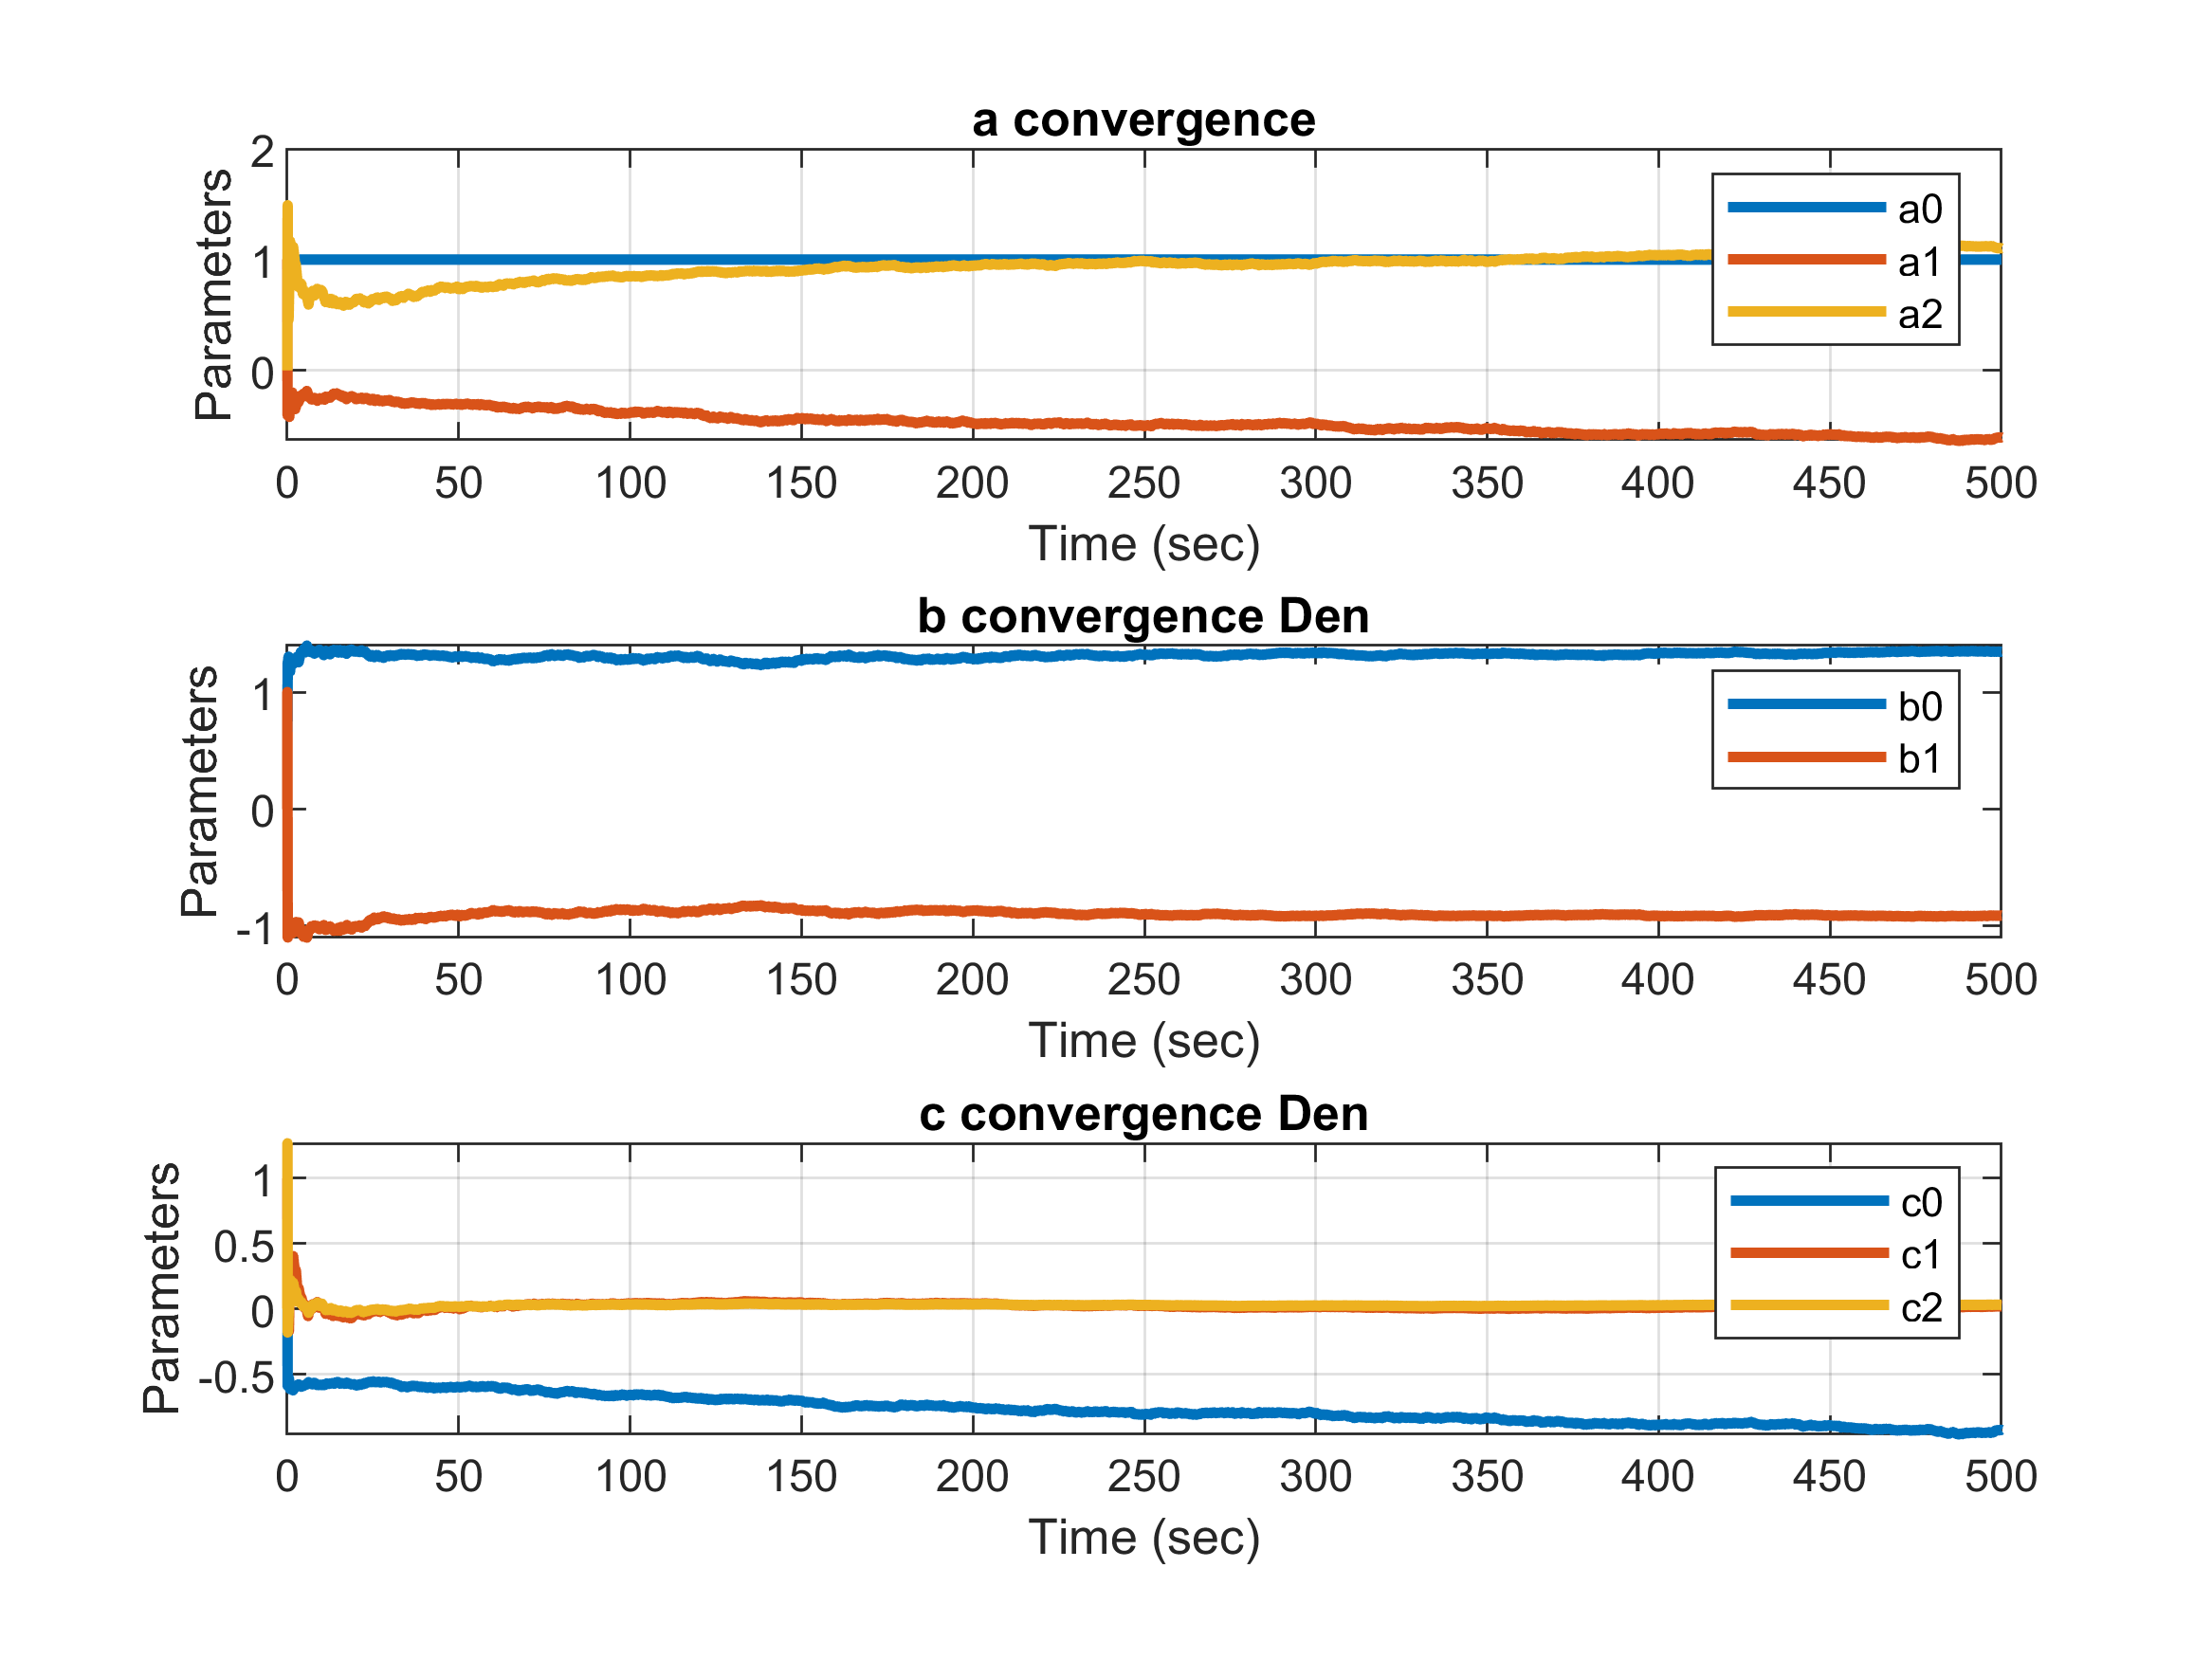 a convergence
Parameters
2
1
0
a0
a1
a2
0 50 100 150 200 250 300 350 400 450 500
Time (sec)
b convergence Den
Parameters
1
0
-1
b0
b1
0 50 100 150 200 250 300 350 400 450 500
Time (sec)
c convergence Den
Parameters
1
0.5
0
-0.5
c0
c1
c2
0 50 100 150 200 250 300 350 400 450 500
Time (sec)